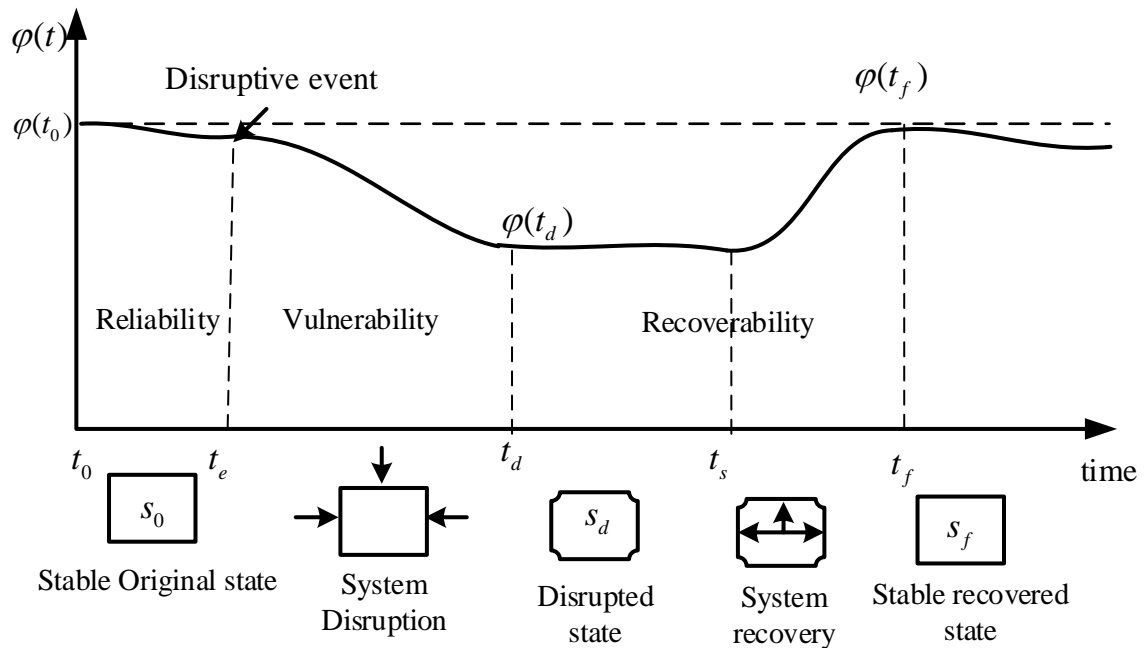 φ(t)
Disruptive event
φ(t_f)
φ(t_0)
φ(t_d)
Reliability
Vulnerability
Recoverability
t_0
t_e
t_d
t_s
t_f
time
s_0
s_d
s_f
Stable Original state
System
Disruption
Disrupted
state
System
recovery
Stable recovered
state